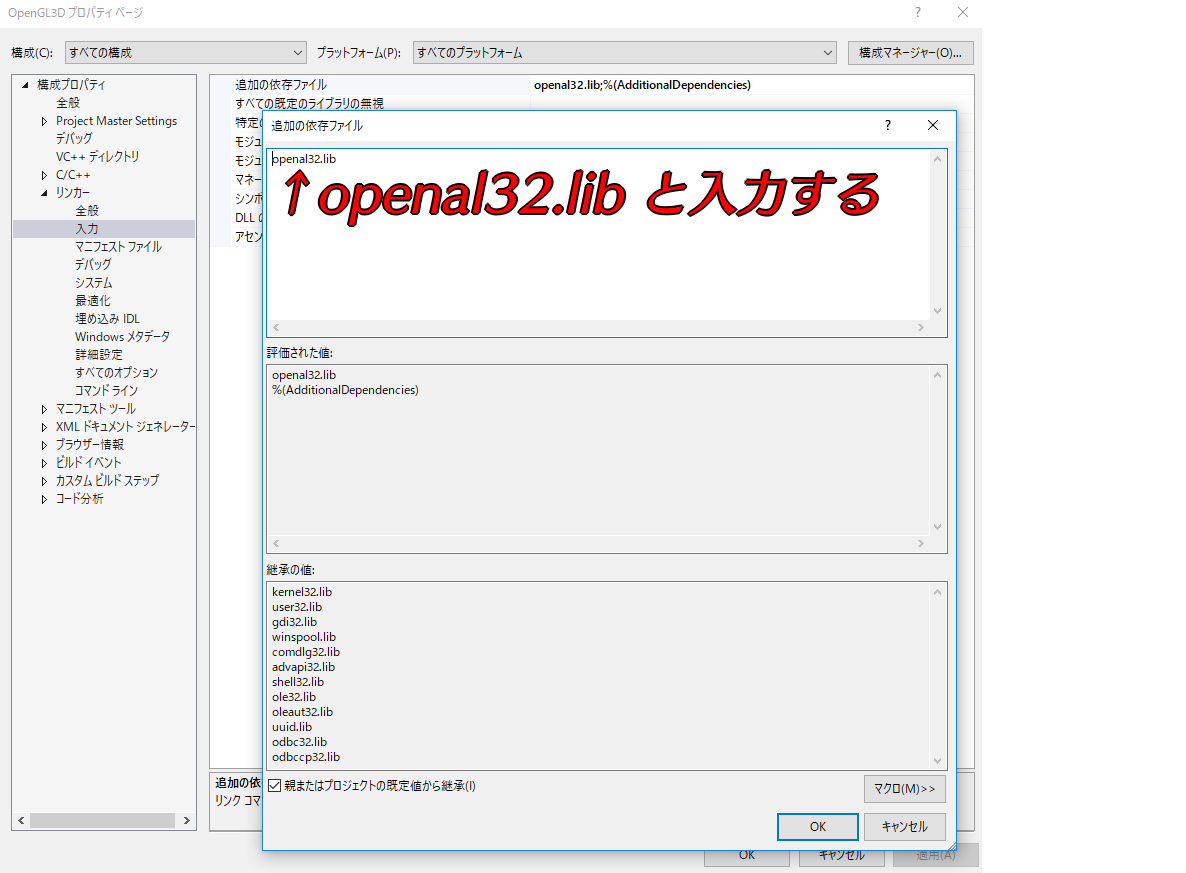 OpenGL3D プロパティ ページ
?
構成(C): すべての構成 プラットフォーム(P): すべてのプラットフォーム 構成マネージャー(O)...
構成プロパティ
全般
Project Master Settings
デバッグ
VC++ ディレクトリ
C/C++
リンカー
全般
入力
マニフェスト ファイル
デバッグ
システム
最適化
埋め込み IDL
Windows メタデータ
詳細設定
すべてのオプション
コマンド ライン
マニフェスト ツール
XML ドキュメント ジェネレーター
ブラウザー情報
ビルド イベント
カスタム ビルド ステップ
コード分析
追加の依存ファイル openal32.lib;%(AdditionalDependencies)
すべての既定のライブラリの無視
特定の
モジュ
モジュ
マネー
シンボ
DLL の
アセン
追加の依存ファイル
?
openal32.lib
↑openal32.lib と入力する
評価された値:
openal32.lib
%(AdditionalDependencies)
継承の値:
kernel32.lib
user32.lib
gdi32.lib
winspool.lib
comdlg32.lib
advapi32.lib
shell32.lib
ole32.lib
oleaut32.lib
uuid.lib
odbc32.lib
odbccp32.lib
親またはプロジェクトの既定値から継承(I)
マクロ(M)>>
OK キャンセル
追加の依
リンク コマ
OK キャンセル 適用(A)